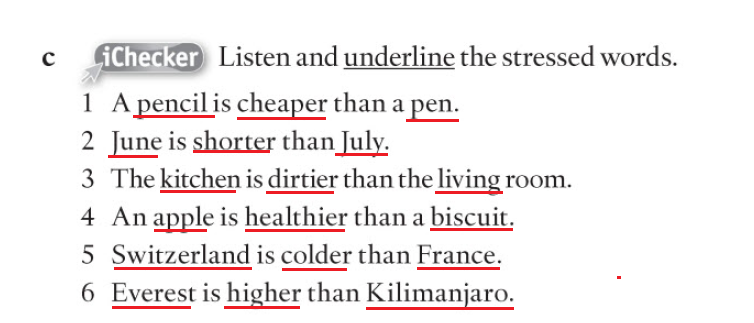 c iChecker Listen and underline the stressed words.
1 A pencil is cheaper than a pen.
2 June is shorter than July.
3 The kitchen is dirtier than the living room.
4 An apple is healthier than a biscuit.
5 Switzerland is colder than France.
6 Everest is higher than Kilimanjaro.